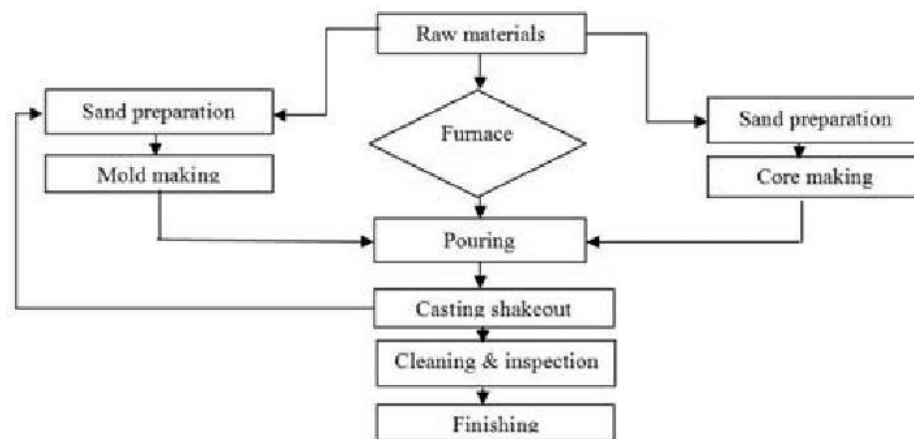 Raw materials
Sand preparation
Furnace
Sand preparation
Mold making
Core making
Pouring
Casting shakeout
Cleaning & inspection
Finishing